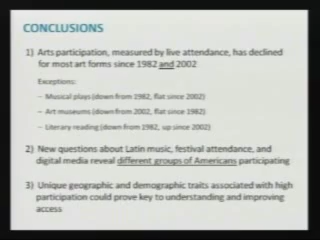 CONCLUSIONS
1) Arts participation, measured by live attendance, has declined
for most art forms since 1982 and 2002
Exceptions:
– Musical plays (down from 1982, flat since 2002)
– Art museums (down from 2002, flat since 1982)
– Literary reading (down from 1982, up since 2002)
2) New questions about Latin music, festival attendance, and
digital media reveal different groups of Americans participating
3) Unique geographic and demographic traits associated with high
participation could prove key to understanding and improving
access